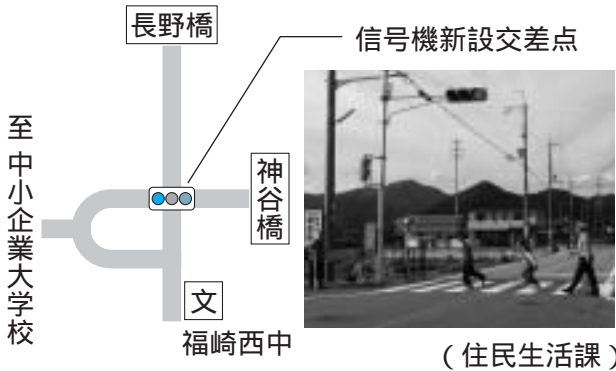 長野橋
信号機新設交差点
至 中小企業大学校
神谷橋
文
福崎西中
（住民生活課）